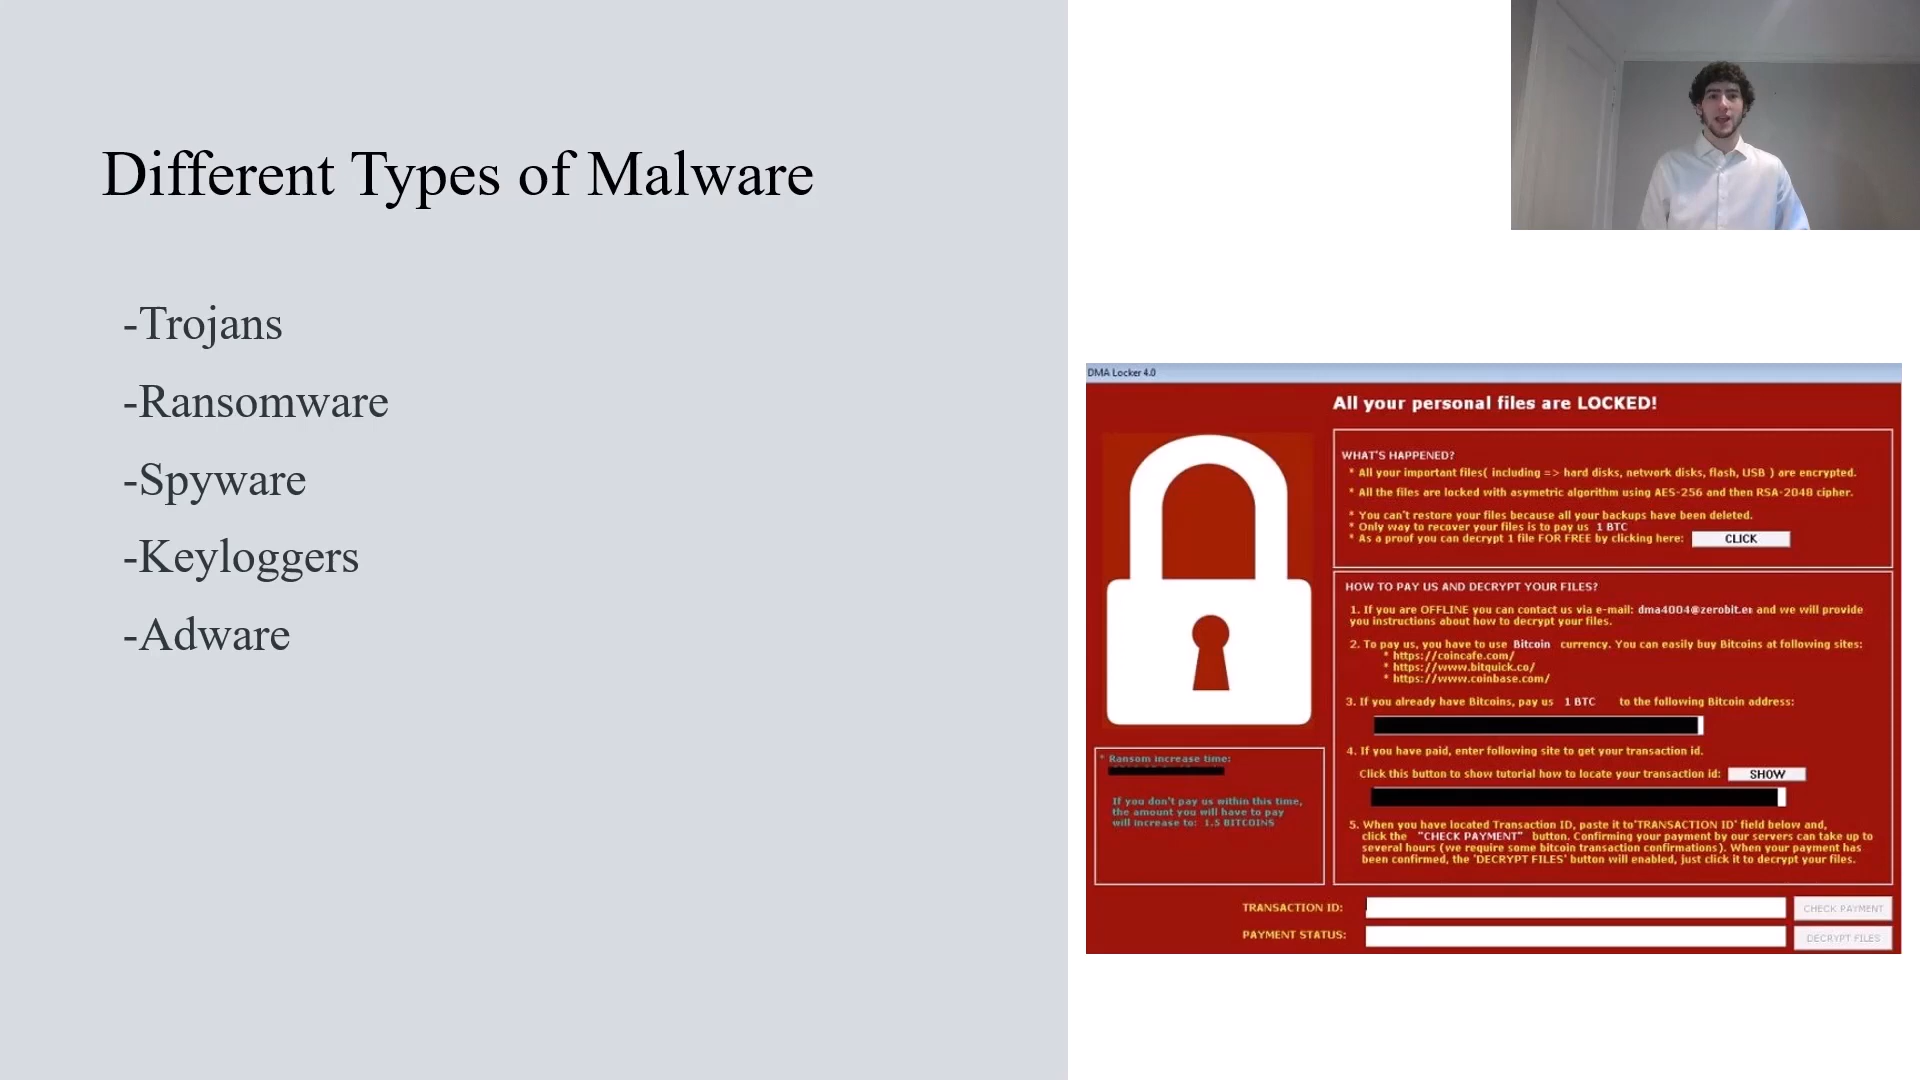 Different Types of Malware
-Trojans
-Ransomware
-Spyware
-Keyloggers
-Adware
DMA Locker 4.0
All your personal files are LOCKED!
WHAT'S HAPPENED?
* All your important files( including => hard disks, network disks, flash, USB ) are encrypted.
* All the files are locked with asymetric algorithm using AES-256 and then RSA-2048 cipher.
* You can't restore your files because all your backups have been deleted.
* Only way to recover your files is to pay us 1 BTC
* As a proof you can decrypt 1 file FOR FREE by clicking here: CLICK
HOW TO PAY US AND DECRYPT YOUR FILES?
1. If you are OFFLINE you can contact us via e-mail: dma4004@zerobit.em and we will provide
you instructions about how to decrypt your files.
2. To pay us, you have to use Bitcoin currency. You can easily buy Bitcoins at following sites:
* https://coincafe.com/
* https://www.bitquick.co/
* https://www.coinbase.com/
3. If you already have Bitcoins, pay us 1 BTC to the following Bitcoin address:
4. If you have paid, enter following site to get your transaction id.
Click this button to show tutorial how to locate your transaction id: SHOW
5. When you have located Transaction ID, paste it to'TRANSACTION ID' field below and,
click the "CHECK PAYMENT" button. Confirming your payment by our servers can take up to
several hours (we require some bitcoin transaction confirmations). When your payment has
been confirmed, the 'DECRYPT FILES' button will enabled, just click it to decrypt your files.
* Ransom increase time:
If you don't pay us within this time,
the amount you will have to pay
will increase to: 1.5 BITCOINS
TRANSACTION ID: CHECK PAYMENT
PAYMENT STATUS: DECRYPT FILES